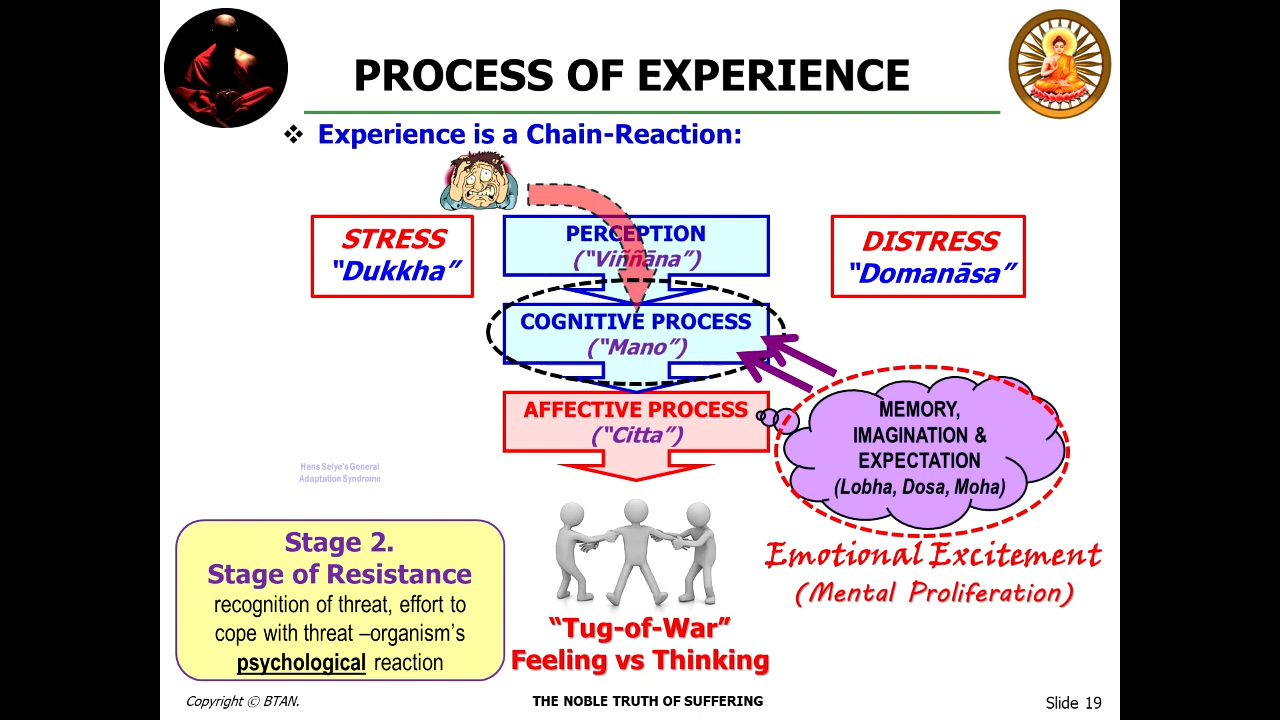 PROCESS OF EXPERIENCE
❖ Experience is a Chain-Reaction:
STRESS
“Dukkha”
PERCEPTION
(“Viññāna”)
DISTRESS
“Domanāsa”
COGNITIVE PROCESS
(“Mano”)
AFFECTIVE PROCESS
(“Citta”)
MEMORY,
IMAGINATION &
EXPECTATION
(Lobha, Dosa, Moha)
Hans Selye's General
Adaptation Syndrome
Stage 2.
Stage of Resistance
recognition of threat, effort to
cope with threat –organism’s
psychological reaction
Emotional Excitement
(Mental Proliferation)
“Tug-of-War”
Feeling vs Thinking
Copyright © BTAN.
THE NOBLE TRUTH OF SUFFERING
Slide 19